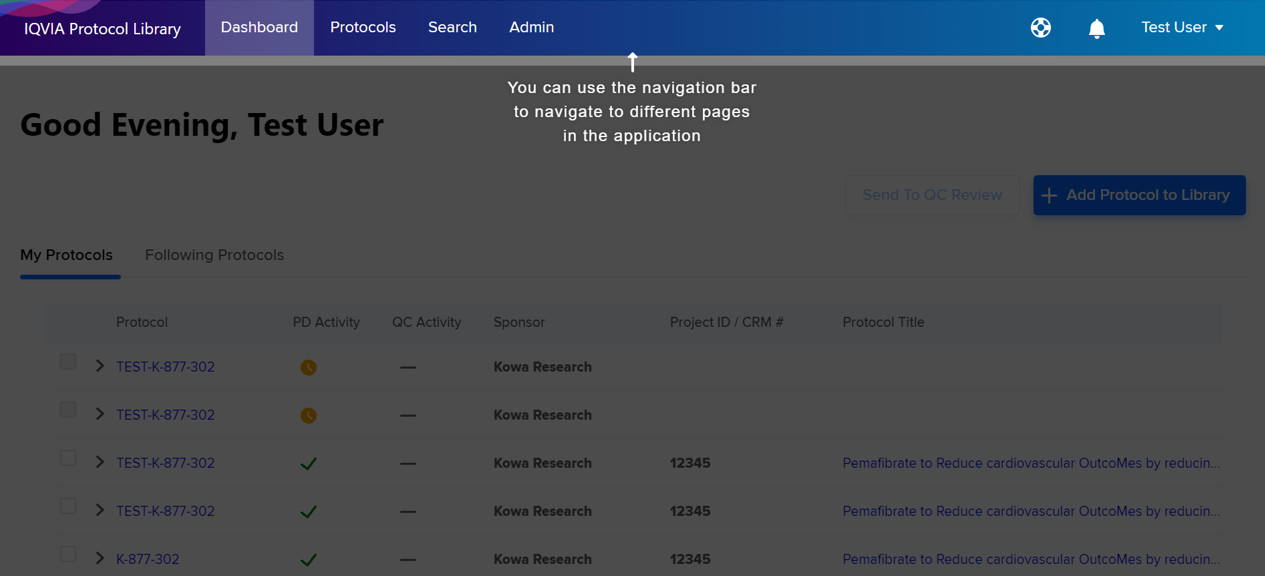 IQVIA Protocol Library Dashboard Protocols Search Admin Test User
You can use the navigation bar
to navigate to different pages
in the application
Good Evening, Test User
Send To QC Review + Add Protocol to Library
My Protocols Following Protocols
Protocol PD Activity QC Activity Sponsor Project ID / CRM # Protocol Title
TEST-K-877-302 — Kowa Research
TEST-K-877-302 — Kowa Research
TEST-K-877-302 — Kowa Research 12345 Pemafibrate to Reduce cardiovascular OutcoMes by reducin...
TEST-K-877-302 — Kowa Research 12345 Pemafibrate to Reduce cardiovascular OutcoMes by reducin...
K-877-302 — Kowa Research 12345 Pemafibrate to Reduce cardiovascular OutcoMes by reducin...